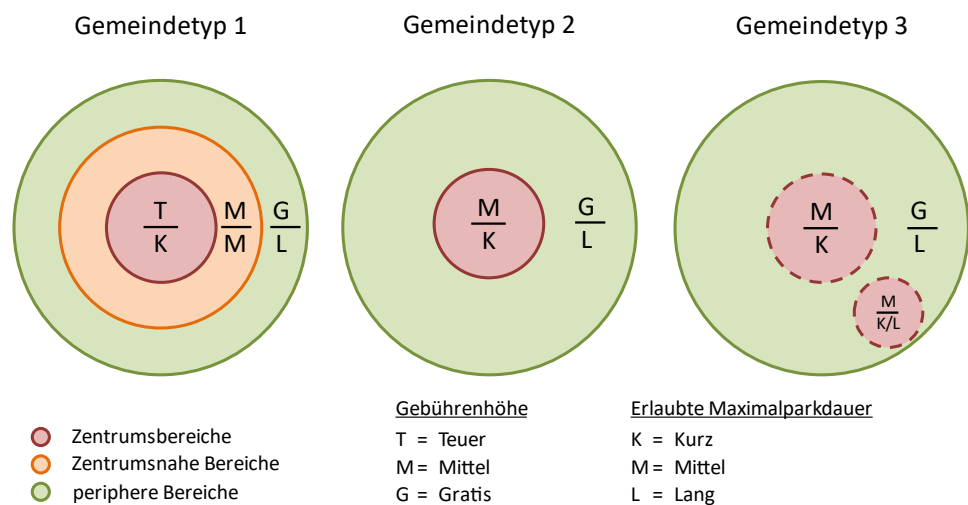 Gemeindetyp 1
Gemeindetyp 2
Gemeindetyp 3
T
K
M
M
G
L
M
K
G
L
M
K
G
L
M
K/L
Zentrumsbereiche
Zentrumsnahe Bereiche
periphere Bereiche
Gebührenhöhe
T = Teuer
M = Mittel
G = Gratis
Erlaubte Maximalparkdauer
K = Kurz
M = Mittel
L = Lang